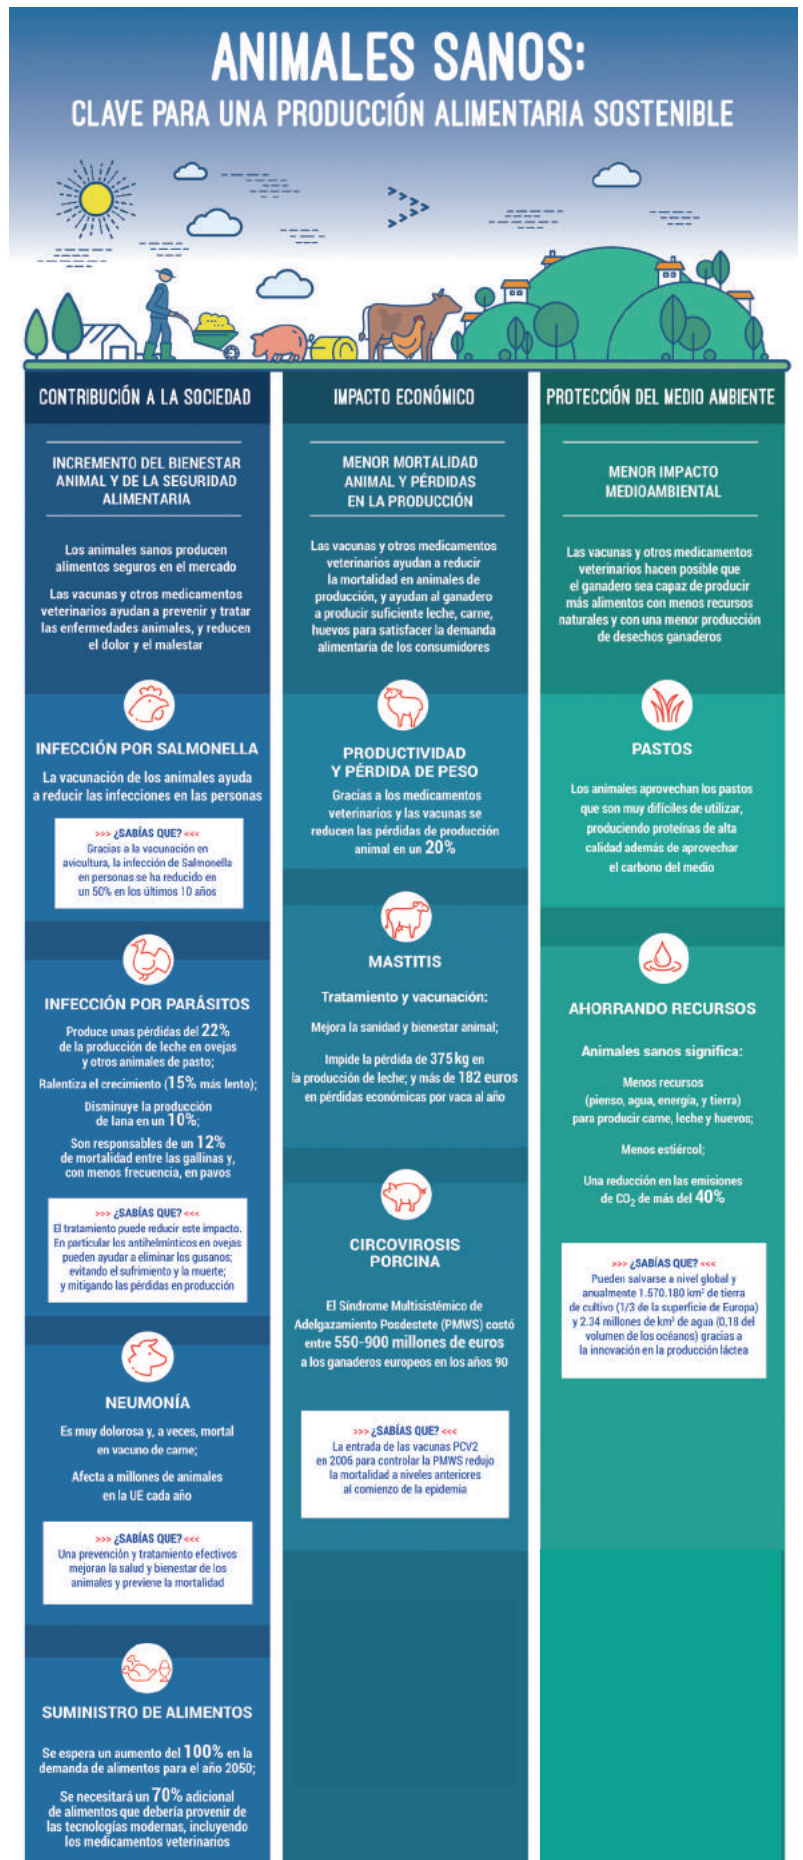 ANIMALES SANOS:
CLAVE PARA UNA PRODUCCIÓN ALIMENTARIA SOSTENIBLE
CONTRIBUCIÓN A LA SOCIEDAD
INCREMENTO DEL BIENESTAR
ANIMAL Y DE LA SEGURIDAD
ALIMENTARIA
Los animales sanos producen
alimentos seguros en el mercado
Las vacunas y otros medicamentos
veterinarios ayudan a prevenir y tratar
las enfermedades animales, y reducen
el dolor y el malestar
INFECCIÓN POR SALMONELLA
La vacunación de los animales ayuda
a reducir las infecciones en las personas
>>> ¿SABÍAS QUE? <<<
Gracias a la vacunación en
avicultura, la infección de Salmonella
en personas se ha reducido en
un 50% en los últimos 10 años
INFECCIÓN POR PARÁSITOS
Produce unas pérdidas del 22%
de la producción de leche en ovejas
y otros animales de pasto;
Ralentiza el crecimiento (15% más lento);
Disminuye la producción
de lana en un 10%;
Son responsables de un 12%
de mortalidad entre las gallinas y,
con menos frecuencia, en pavos
>>> ¿SABÍAS QUE? <<<
El tratamiento puede reducir este impacto.
En particular los antihelmínticos en ovejas
pueden ayudar a eliminar los gusanos;
evitando el sufrimiento y la muerte;
y mitigando las pérdidas en producción
NEUMONÍA
Es muy dolorosa y, a veces, mortal
en vacuno de carne;
Afecta a millones de animales
en la UE cada año
>>> ¿SABÍAS QUE? <<<
Una prevención y tratamiento efectivos
mejoran la salud y bienestar de los
animales y previene la mortalidad
SUMINISTRO DE ALIMENTOS
Se espera un aumento del 100% en la
demanda de alimentos para el año 2050;
Se necesitará un 70% adicional
de alimentos que debería provenir de
las tecnologías modernas, incluyendo
los medicamentos veterinarios
IMPACTO ECONÓMICO
MENOR MORTALIDAD
ANIMAL Y PÉRDIDAS
EN LA PRODUCCIÓN
Las vacunas y otros medicamentos
veterinarios ayudan a reducir
la mortalidad en animales de
producción, y ayudan al ganadero
a producir suficiente leche, carne,
huevos para satisfacer la demanda
alimentaria de los consumidores
PRODUCTIVIDAD
Y PÉRDIDA DE PESO
Gracias a los medicamentos
veterinarios y las vacunas se
reducen las pérdidas de producción
animal en un 20%
MASTITIS
Tratamiento y vacunación:
Mejora la sanidad y bienestar animal;
Impide la pérdida de 375 kg en
la producción de leche; y más de 182 euros
en pérdidas económicas por vaca al año
CIRCOVIROSIS
PORCINA
El Síndrome Multisistémico de
Adelgazamiento Posdestete (PMWS) costó
entre 550-900 millones de euros
a los ganaderos europeos en los años 90
>>> ¿SABÍAS QUE? <<<
La entrada de las vacunas PCV2
en 2006 para controlar la PMWS redujo
la mortalidad a niveles anteriores
al comienzo de la epidemia
PROTECCIÓN DEL MEDIO AMBIENTE
MENOR IMPACTO
MEDIOAMBIENTAL
Las vacunas y otros medicamentos
veterinarios hacen posible que
el ganadero sea capaz de producir
más alimentos con menos recursos
naturales y con una menor producción
de desechos ganaderos
PASTOS
Los animales aprovechan los pastos
que son muy difíciles de utilizar,
produciendo proteínas de alta
calidad además de aprovechar
el carbono del medio
AHORRANDO RECURSOS
Animales sanos significa:
Menos recursos
(pienso, agua, energía, y tierra)
para producir carne, leche y huevos;
Menos estiércol;
Una reducción en las emisiones
de CO₂ de más del 40%
>>> ¿SABÍAS QUE? <<<
Pueden salvarse a nivel global y
anualmente 1.570.180 km² de tierra
de cultivo (1/3 de la superficie de Europa)
y 2.34 millones de km³ de agua (0,18 del
volumen de los océanos) gracias a
la innovación en la producción láctea